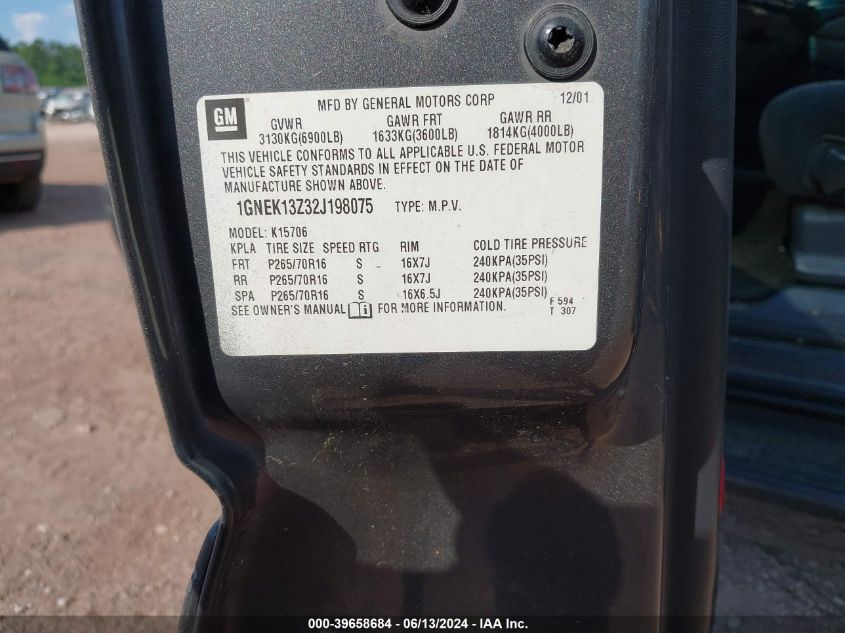 GM
MFD BY GENERAL MOTORS CORP 12/01
GVWR GAWR FRT GAWR RR
3130KG(6900LB) 1633KG(3600LB) 1814KG(4000LB)
THIS VEHICLE CONFORMS TO ALL APPLICABLE U.S. FEDERAL MOTOR
VEHICLE SAFETY STANDARDS IN EFFECT ON THE DATE OF
MANUFACTURE SHOWN ABOVE.
1GNEK13Z32J198075 TYPE: M.P.V.
MODEL: K15706
KPLA TIRE SIZE SPEED RTG RIM COLD TIRE PRESSURE
FRT P265/70R16 S 16X7J 240KPA(35PSI)
RR P265/70R16 S 16X7J 240KPA(35PSI)
SPA P265/70R16 S 16X6.5J 240KPA(35PSI)
SEE OWNER'S MANUAL i FOR MORE INFORMATION. F 594
T 307
000-39658684 / 06/13/2024 - IAA Inc.